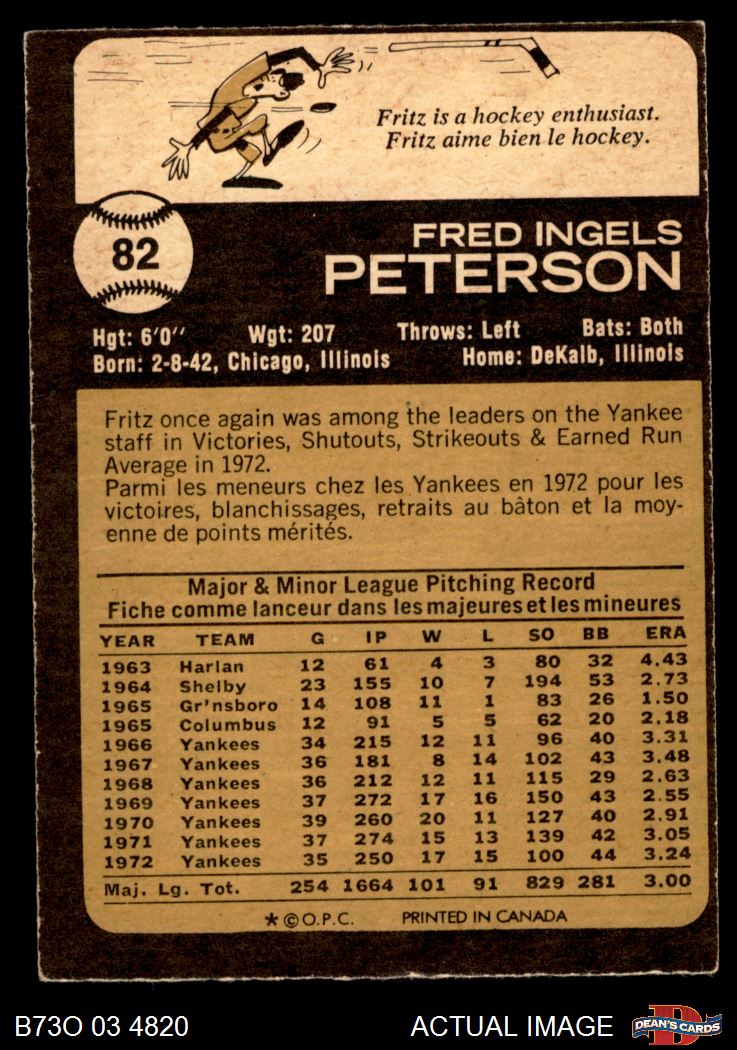 Fritz is a hockey enthusiast.
Fritz aime bien le hockey.
82
FRED INGELS
PETERSON
Hgt: 6'0'' Wgt: 207 Throws: Left Bats: Both
Born: 2-8-42, Chicago, Illinois Home: DeKalb, Illinois
Fritz once again was among the leaders on the Yankee
staff in Victories, Shutouts, Strikeouts & Earned Run
Average in 1972.
Parmi les meneurs chez les Yankees en 1972 pour les
victoires, blanchissages, retraits au bâton et la moy-
enne de points mérités.
Major & Minor League Pitching Record
Fiche comme lanceur dans les majeures et les mineures
YEAR TEAM G IP W L SO BB ERA
1963 Harlan 12 61 4 3 80 32 4.43
1964 Shelby 23 155 10 7 194 53 2.73
1965 Gr'nsboro 14 108 11 1 83 26 1.50
1965 Columbus 12 91 5 5 62 20 2.18
1966 Yankees 34 215 12 11 96 40 3.31
1967 Yankees 36 181 8 14 102 43 3.48
1968 Yankees 36 212 12 11 115 29 2.63
1969 Yankees 37 272 17 16 150 43 2.55
1970 Yankees 39 260 20 11 127 40 2.91
1971 Yankees 37 274 15 13 139 42 3.05
1972 Yankees 35 250 17 15 100 44 3.24
Maj. Lg. Tot. 254 1664 101 91 829 281 3.00
* © O.P.C. PRINTED IN CANADA
B73O 03 4820 ACTUAL IMAGE DEAN'S CARDS